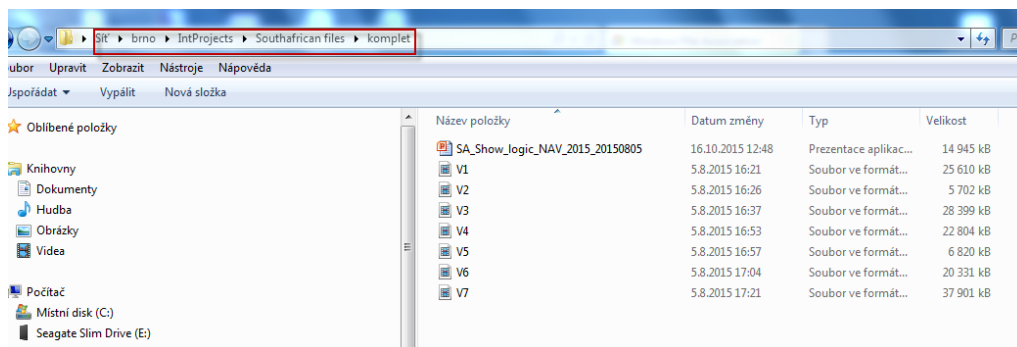 Síť ▸ brno ▸ IntProjects ▸ Southafrican files ▸ komplet
ubor Upravit Zobrazit Nástroje Nápověda
Uspořádat Vypálit Nová složka
Oblíbené položky
Knihovny
Dokumenty
Hudba
Obrázky
Videa
Počítač
Místní disk (C:)
Seagate Slim Drive (E:)
Název položky Datum změny Typ Velikost
SA_Show_logic_NAV_2015_20150805 16.10.2015 12:48 Prezentace aplikac... 14 945 kB
V1 5.8.2015 16:21 Soubor ve formát... 25 610 kB
V2 5.8.2015 16:26 Soubor ve formát... 5 702 kB
V3 5.8.2015 16:37 Soubor ve formát... 28 399 kB
V4 5.8.2015 16:53 Soubor ve formát... 22 804 kB
V5 5.8.2015 16:57 Soubor ve formát... 6 820 kB
V6 5.8.2015 17:04 Soubor ve formát... 20 331 kB
V7 5.8.2015 17:21 Soubor ve formát... 37 901 kB